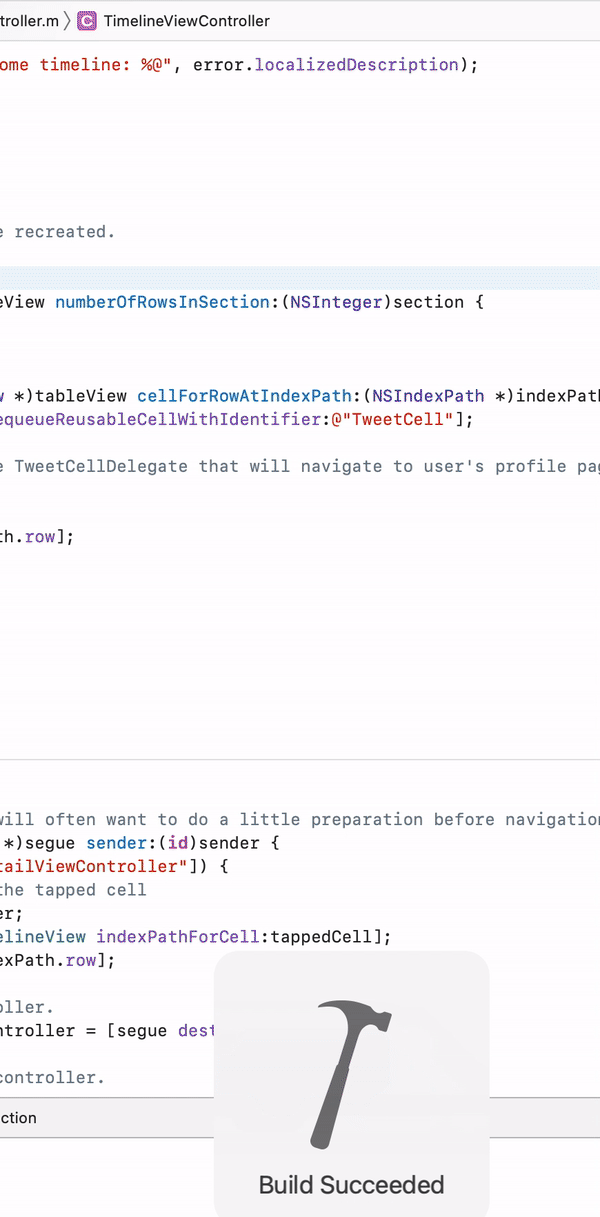 troller.m 〉 C TimelineViewController
ome timeline: %@", error.localizedDescription);
e recreated.
eView numberOfRowsInSection:(NSInteger)section {
w *)tableView cellForRowAtIndexPath:(NSIndexPath *)indexPath
equeueReusableCellWithIdentifier:@"TweetCell"];
e TweetCellDelegate that will navigate to user's profile pag
th.row];
will often want to do a little preparation before navigation
*)segue sender:(id)sender {
tailViewController"]) {
the tapped cell
er;
elineView indexPathForCell:tappedCell];
exPath.row];
oller.
ntroller = [segue dest
controller.
ction
Build Succeeded